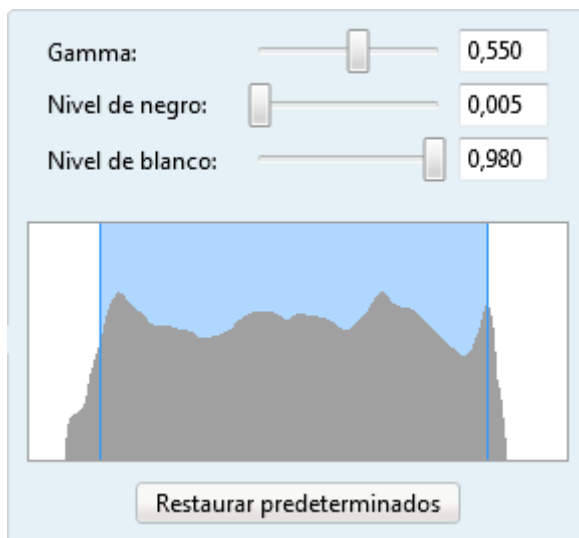 Gamma: 0,550
Nivel de negro: 0,005
Nivel de blanco: 0,980
Restaurar predeterminados